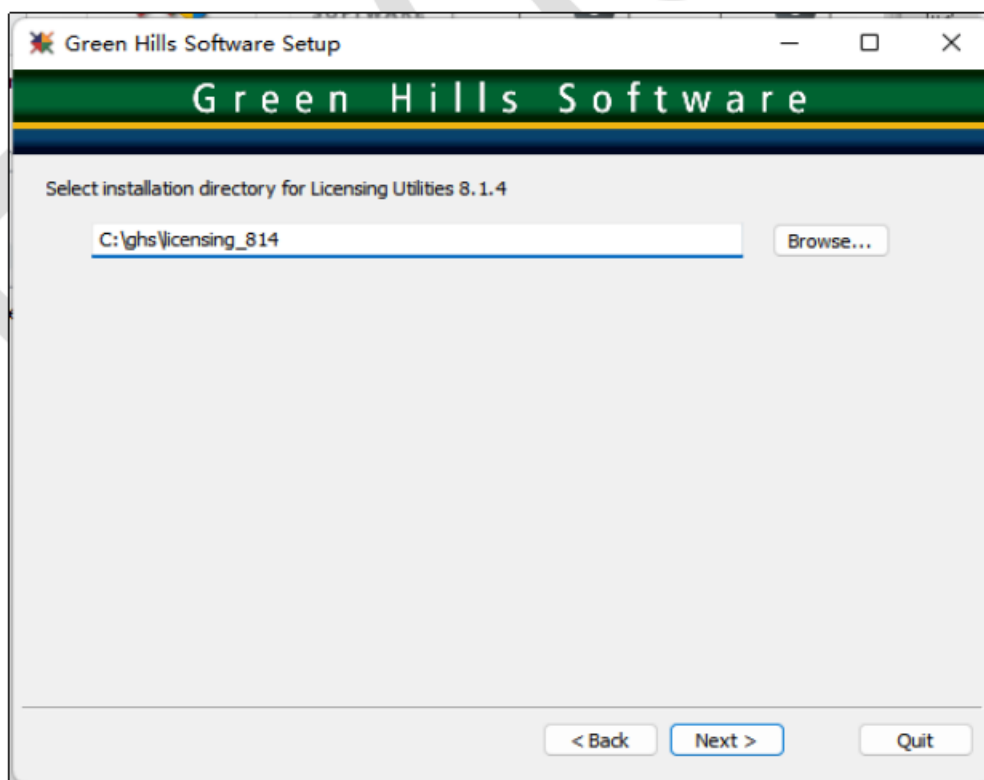 Green Hills Software Setup
Green Hills Software
Select installation directory for Licensing Utilities 8.1.4
C:\ghs\licensing_814
Browse...
< Back
Next >
Quit